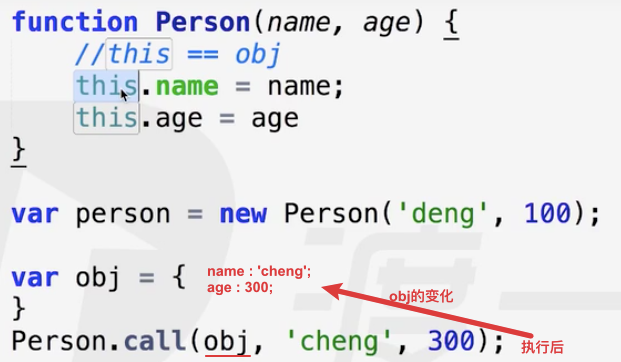 function Person(name, age) {
//this == obj
this.name = name;
this.age = age
}
var person = new Person('deng', 100);
var obj = {
name : 'cheng';
age : 300;
obj的变化
}
Person.call(obj, 'cheng', 300);
执行后